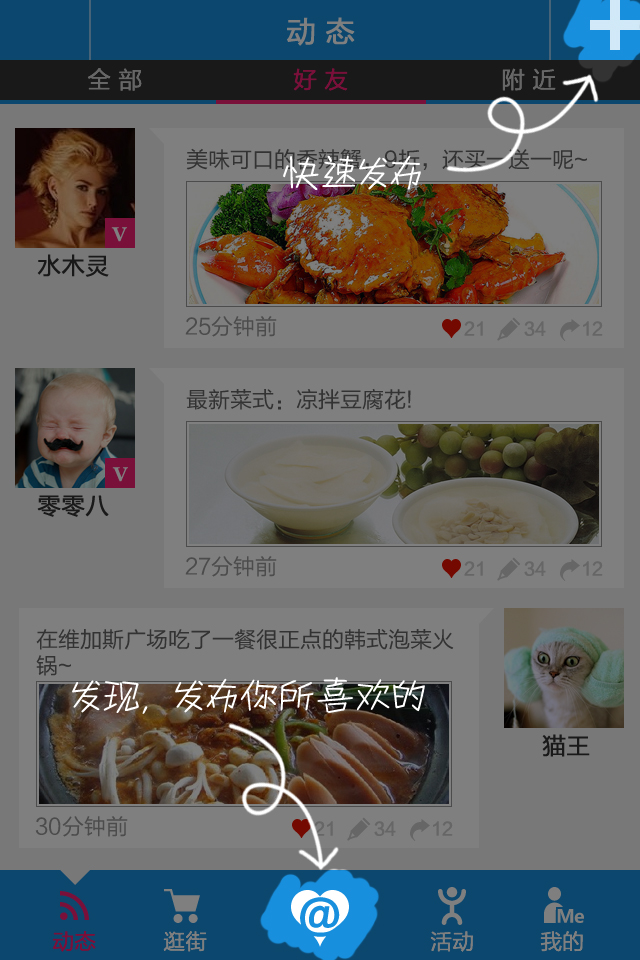 动态
全部
好友
附近
美味可口的香辣蟹，9折，还买一送一呢~
快速发布
V
水木灵
25分钟前
21
34
12
最新菜式：凉拌豆腐花!
V
零零八
27分钟前
21
34
12
在维加斯广场吃了一餐很正点的韩式泡菜火
锅~
发现，发布你所喜欢的
猫王
30分钟前
21
34
12
@
Me
动态
逛街
活动
我的